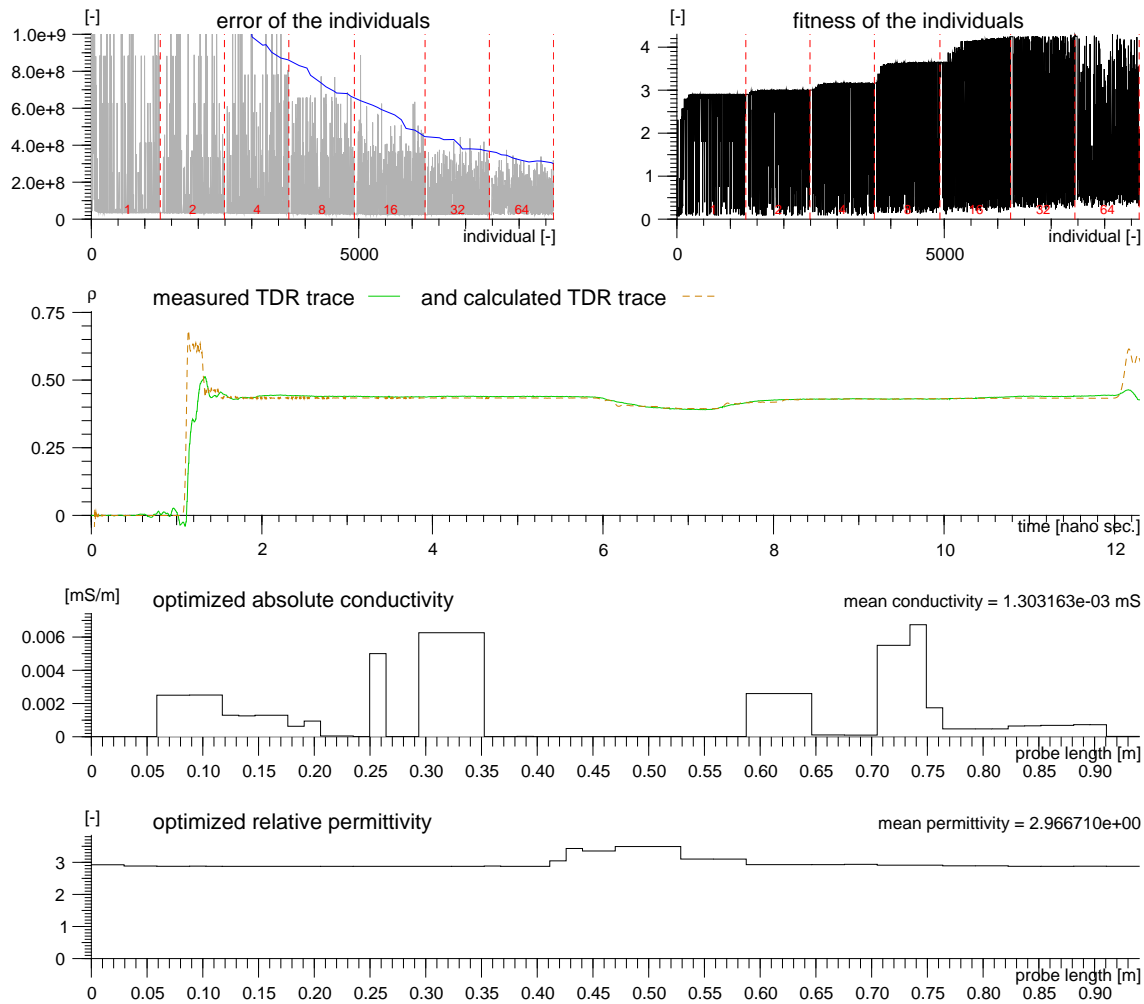 [-] error of the individuals
1.0e+9
8.0e+8
6.0e+8
4.0e+8
2.0e+8
0
1 2 4 8 16 32 64
individual [-]
0 5000
[-] fitness of the individuals
4
3
2
1
0
1 2 4 8 16 32 64
individual [-]
0 5000
ρ measured TDR trace and calculated TDR trace
0.75
0.50
0.25
0
time [nano sec.]
0 2 4 6 8 10 12
[mS/m] optimized absolute conductivity mean conductivity = 1.303163e-03 mS
0.006
0.004
0.002
0
probe length [m]
0 0.05 0.10 0.15 0.20 0.25 0.30 0.35 0.40 0.45 0.50 0.55 0.60 0.65 0.70 0.75 0.80 0.85 0.90
[-] optimized relative permittivity mean permittivity = 2.966710e+00
3
2
1
0
probe length [m]
0 0.05 0.10 0.15 0.20 0.25 0.30 0.35 0.40 0.45 0.50 0.55 0.60 0.65 0.70 0.75 0.80 0.85 0.90